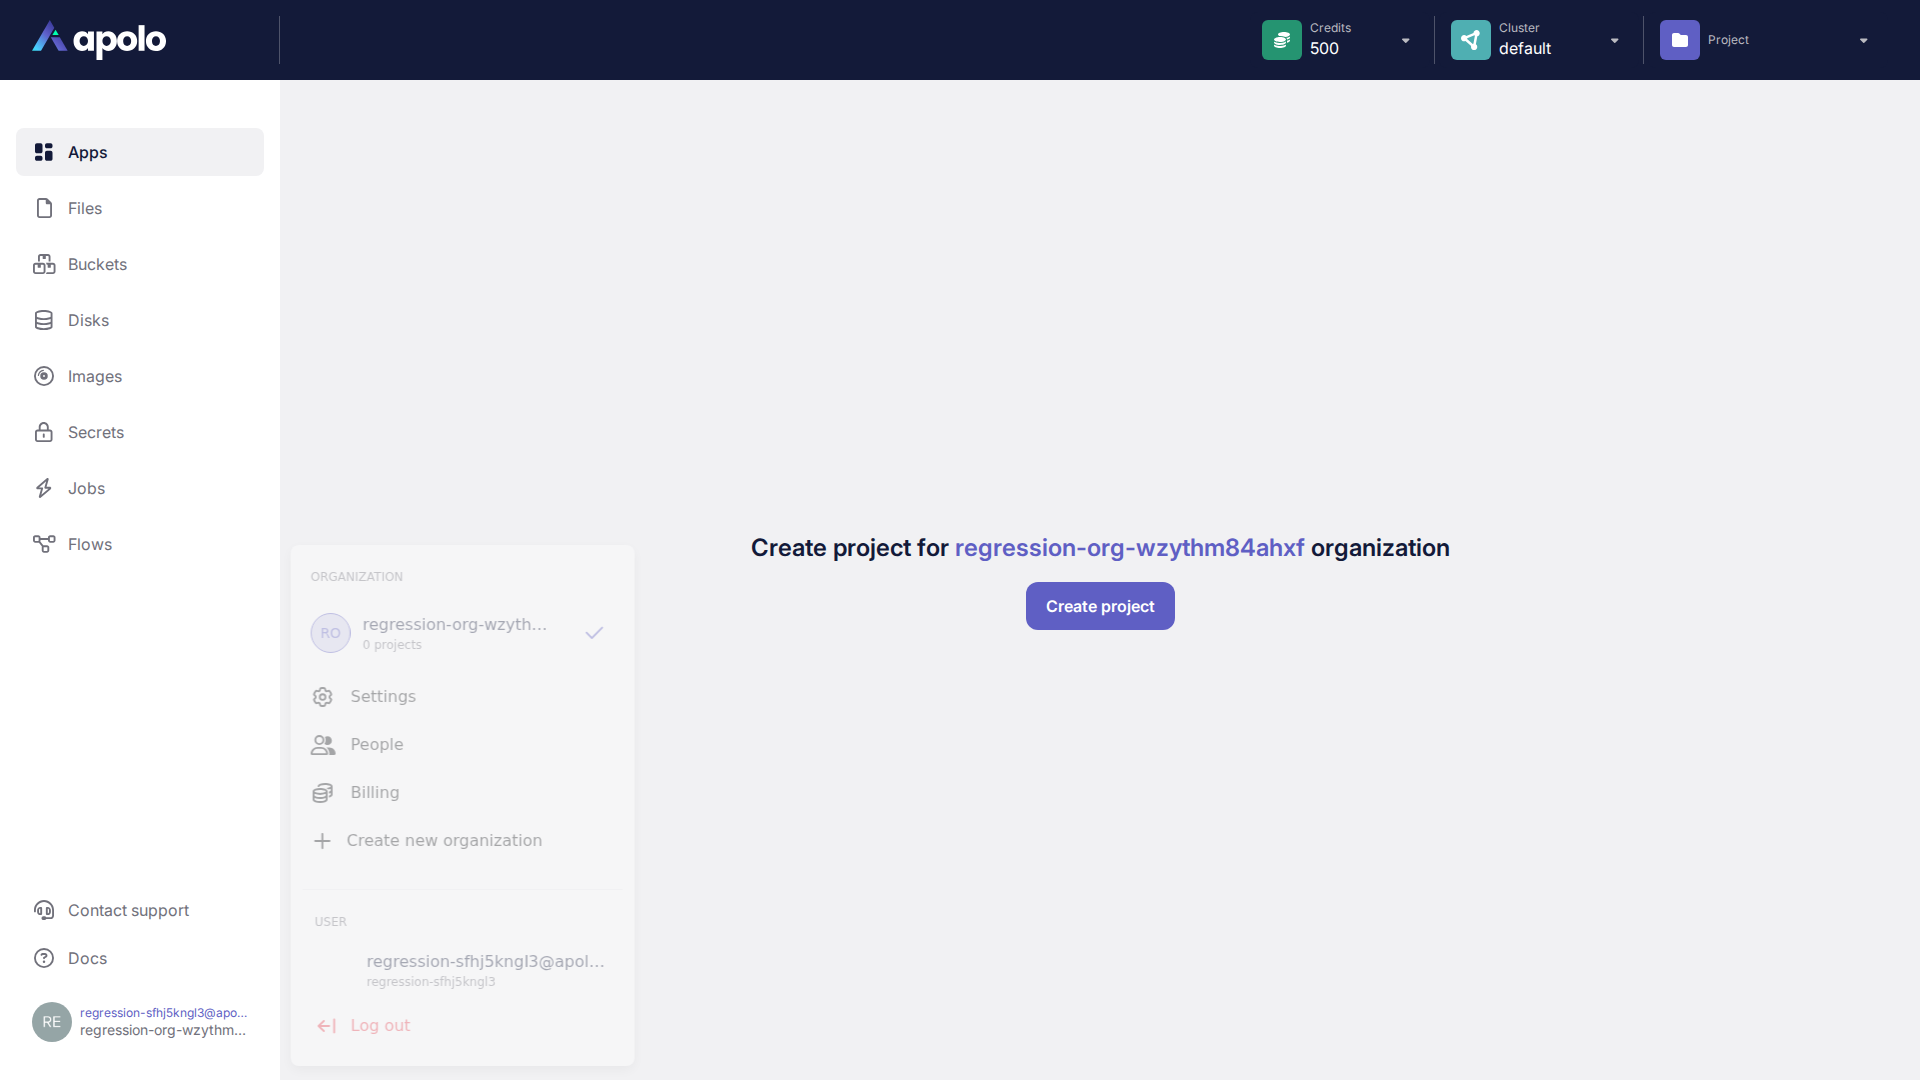 apolo
Credits
500
Cluster
default
Project
Apps
Files
Buckets
Disks
Images
Secrets
Jobs
Flows
Create project for regression-org-wzythm84ahxf organization
Create project
ORGANIZATION
RO
regression-org-wzyth...
0 projects
Settings
People
Billing
Create new organization
USER
regression-sfhj5kngl3@apol...
regression-sfhj5kngl3
Log out
Contact support
Docs
RE
regression-sfhj5kngl3@apo...
regression-org-wzythm...